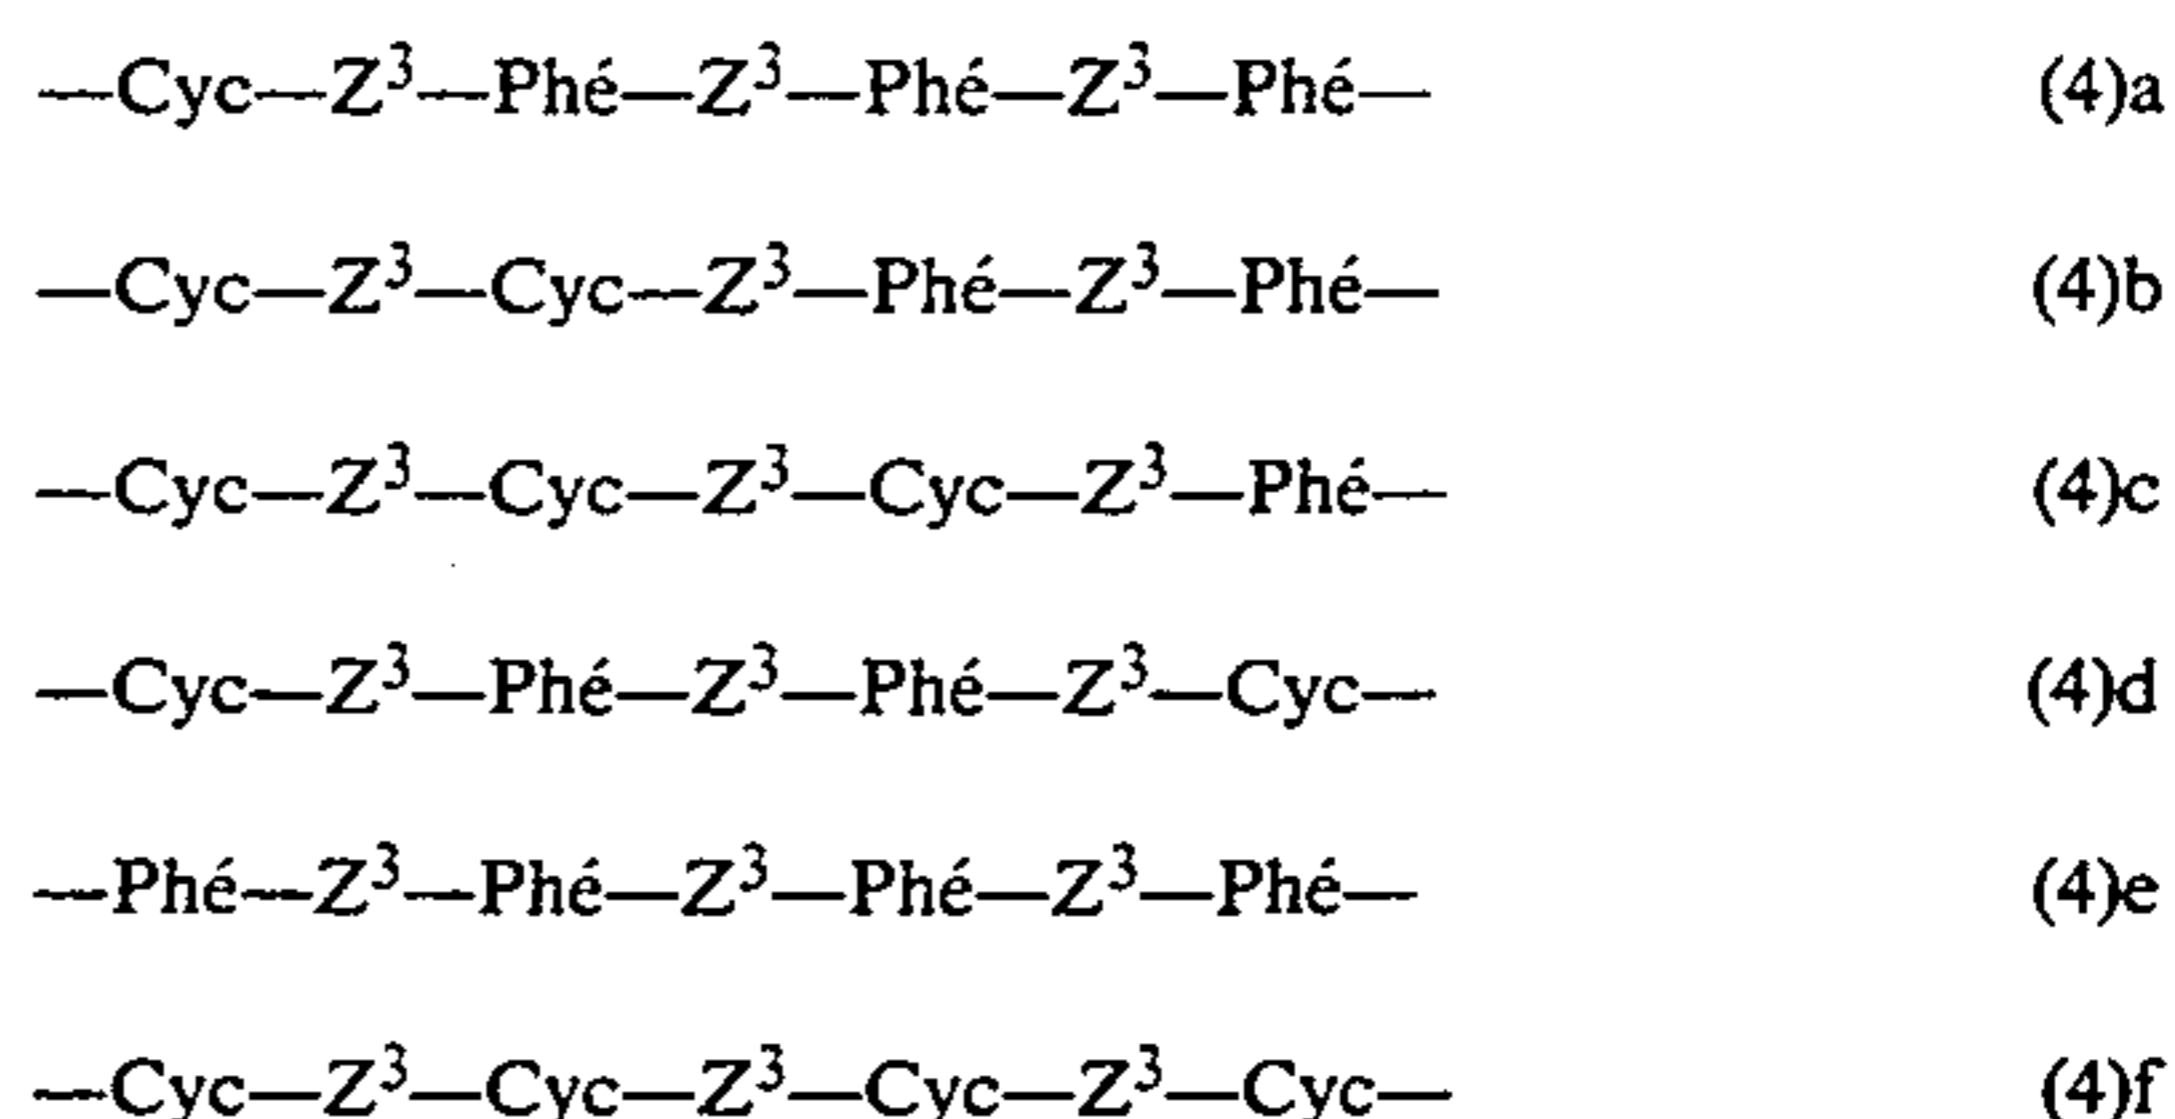 —Cyc—Z³—Phé—Z³—Phé—Z³—Phé— (4)a
—Cyc—Z³—Cyc—Z³—Phé—Z³—Phé— (4)b
—Cyc—Z³—Cyc—Z³—Cyc—Z³—Phé— (4)c
—Cyc—Z³—Phé—Z³—Phé—Z³—Cyc— (4)d
—Phé—Z³—Phé—Z³—Phé—Z³—Phé— (4)e
—Cyc—Z³—Cyc—Z³—Cyc—Z³—Cyc— (4)f